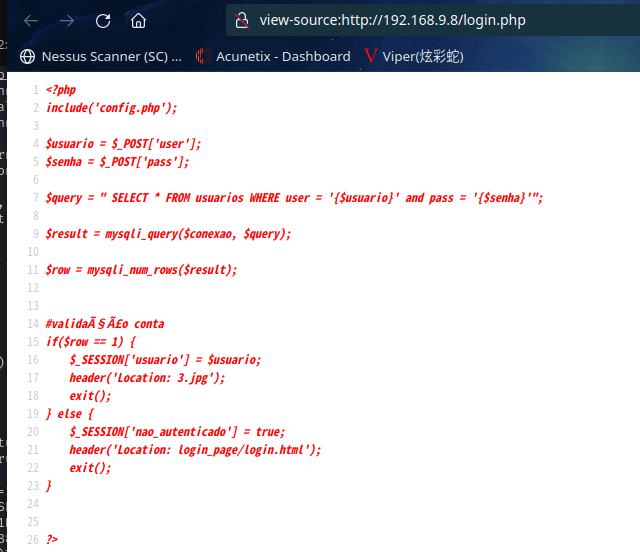 view-source:http://192.168.9.8/login.php
Nessus Scanner (SC) ... Acunetix - Dashboard V Viper(炫彩蛇)
1 <?php
2 include('config.php');
3
4 $usuario = $_POST['user'];
5 $senha = $_POST['pass'];
6
7 $query = " SELECT * FROM usuarios WHERE user = '{$usuario}' and pass = '{$senha}'";
8
9 $result = mysqli_query($conexao, $query);
10
11 $row = mysqli_num_rows($result);
12
13
14 #validaÃ§Ã£o conta
15 if($row == 1) {
16 $_SESSION['usuario'] = $usuario;
17 header('Location: 3.jpg');
18 exit();
19 } else {
20 $_SESSION['nao_autenticado'] = true;
21 header('Location: login_page/login.html');
22 exit();
23 }
24
25
26 ?>